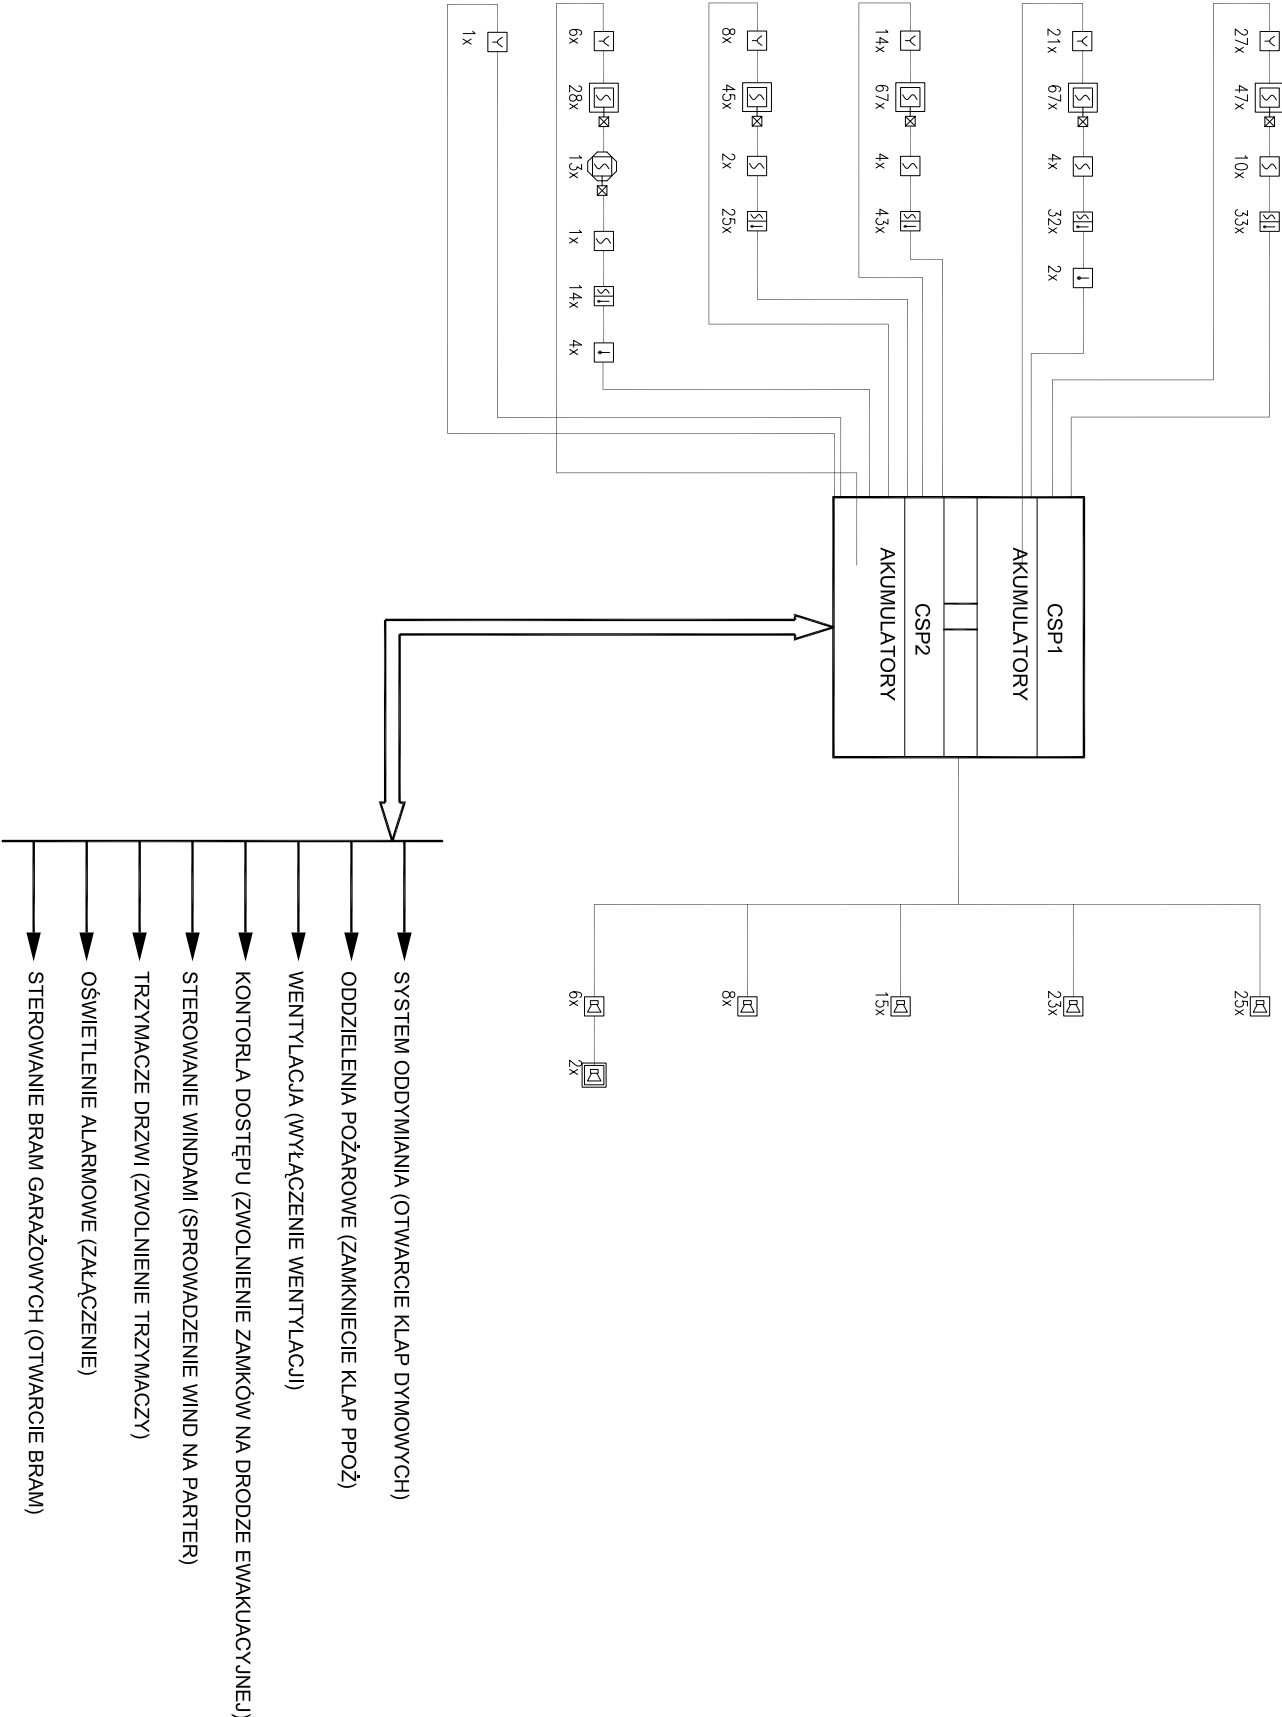 27x 47x 10x 33x 25x
21x 67x 4x 32x 2x 23x
CSP1
AKUMULATORY
CSP2
AKUMULATORY
14x 67x 4x 43x 15x
8x 45x 2x 25x 8x
6x 28x 13x 1x 14x 4x 6x 2x
1x
SYSTEM ODDYMIANIA (OTWARCIE KLAP DYMOWYCH)
ODDZIELENIA POŻAROWE (ZAMKNIECIE KLAP PPOŻ)
WENTYLACJA (WYŁĄCZENIE WENTYLACJI)
KONTORLA DOSTĘPU (ZWOLNIENIE ZAMKÓW NA DRODZE EWAKUACYJNEJ)
STEROWANIE WINDAMI (SPROWADZENIE WIND NA PARTER)
TRZYMACZE DRZWI (ZWOLNIENIE TRZYMACZY)
OŚWIETLENIE ALARMOWE (ZAŁĄCZENIE)
STEROWANIE BRAM GARAŻOWYCH (OTWARCIE BRAM)